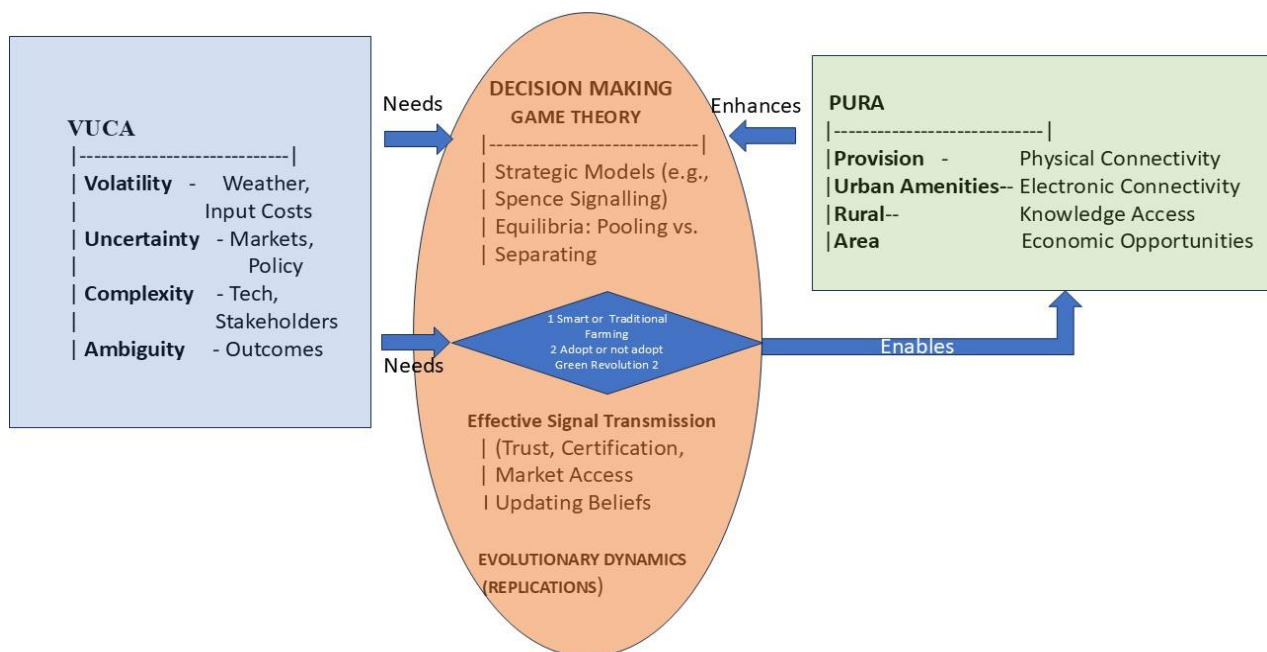 VUCA
|-----------------------------|
| Volatility - Weather,
| Input Costs
| Uncertainty - Markets,
| Policy
| Complexity - Tech,
| Stakeholders
| Ambiguity - Outcomes
Needs
Needs
DECISION MAKING
GAME THEORY
|-----------------------------|
| Strategic Models (e.g.,
| Spence Signalling)
| Equilibria: Pooling vs.
| Separating
1 Smart or Traditional
Farming
2 Adopt or not adopt
Green Revolution 2
Effective Signal Transmission
| (Trust, Certification,
| Market Access
I Updating Beliefs
EVOLUTIONARY DYNAMICS
(REPLICATIONS)
Enhances
Enables
PURA
|-----------------------------|
|Provision - Physical Connectivity
|Urban Amenities-- Electronic Connectivity
|Rural-- Knowledge Access
|Area Economic Opportunities